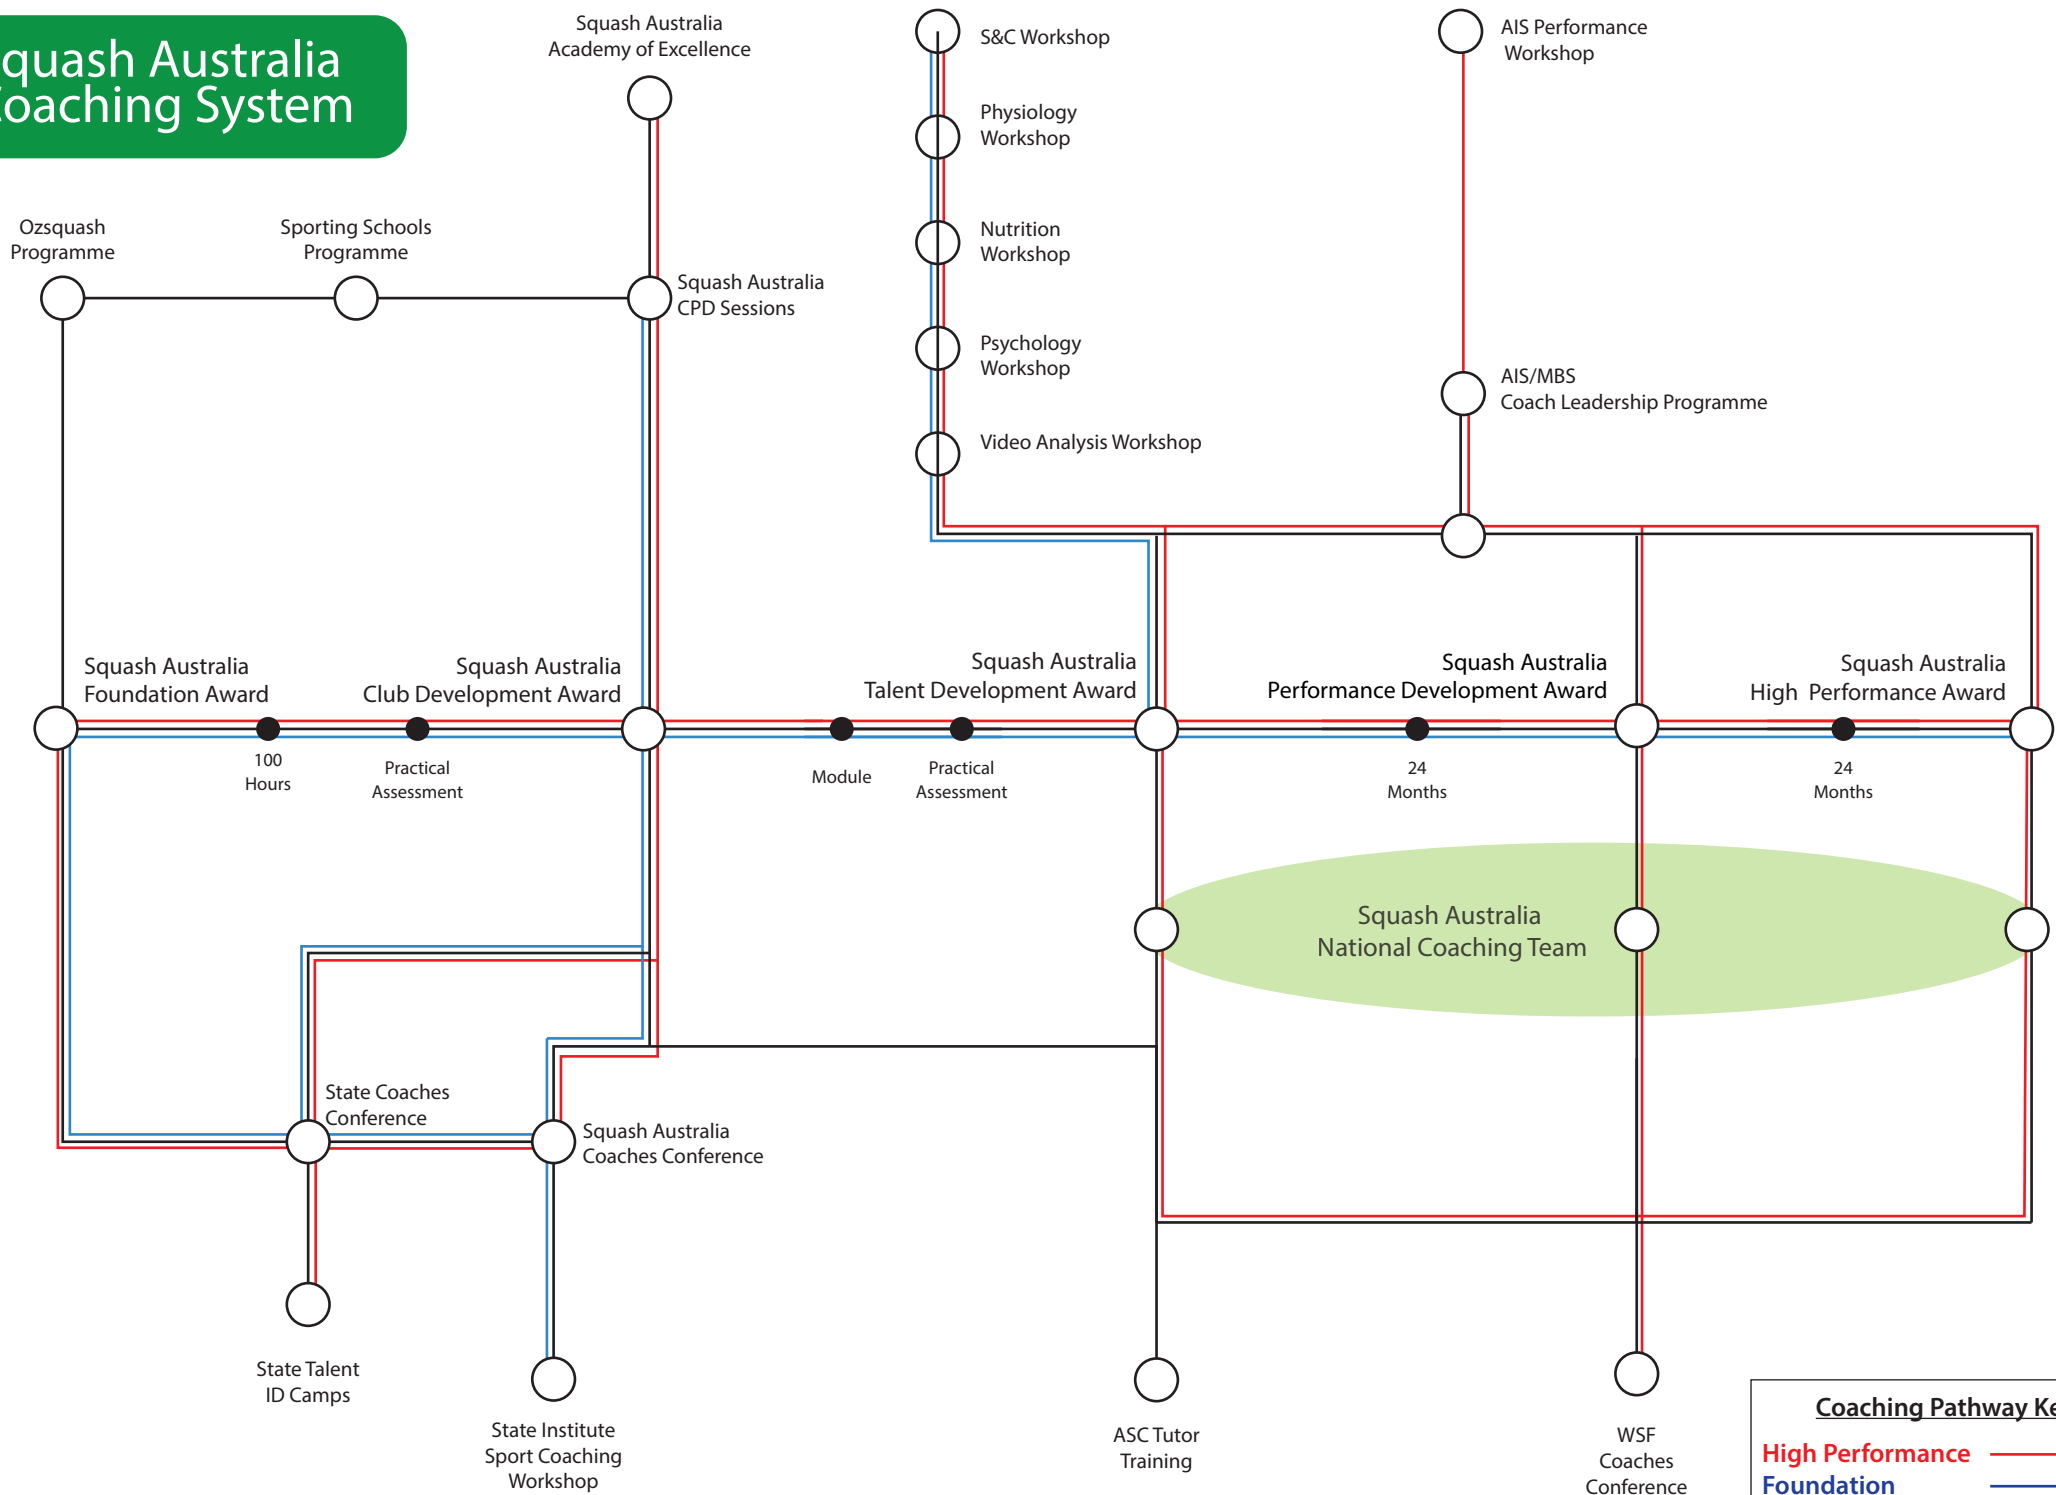 quash Australia
Coaching System
Squash Australia
Academy of Excellence
S&C Workshop
AIS Performance
Workshop
Physiology
Workshop
Ozsquash
Programme
Sporting Schools
Programme
Nutrition
Workshop
Squash Australia
CPD Sessions
Psychology
Workshop
AIS/MBS
Coach Leadership Programme
Video Analysis Workshop
Squash Australia
Foundation Award
Squash Australia
Club Development Award
Squash Australia
Talent Development Award
Squash Australia
Performance Development Award
Squash Australia
High Performance Award
100
Hours
Practical
Assessment
Module
Practical
Assessment
24
Months
24
Months
Squash Australia
National Coaching Team
State Coaches
Conference
Squash Australia
Coaches Conference
State Talent
ID Camps
State Institute
Sport Coaching
Workshop
ASC Tutor
Training
WSF
Coaches
Conference
Coaching Pathway Ke
High Performance
Foundation